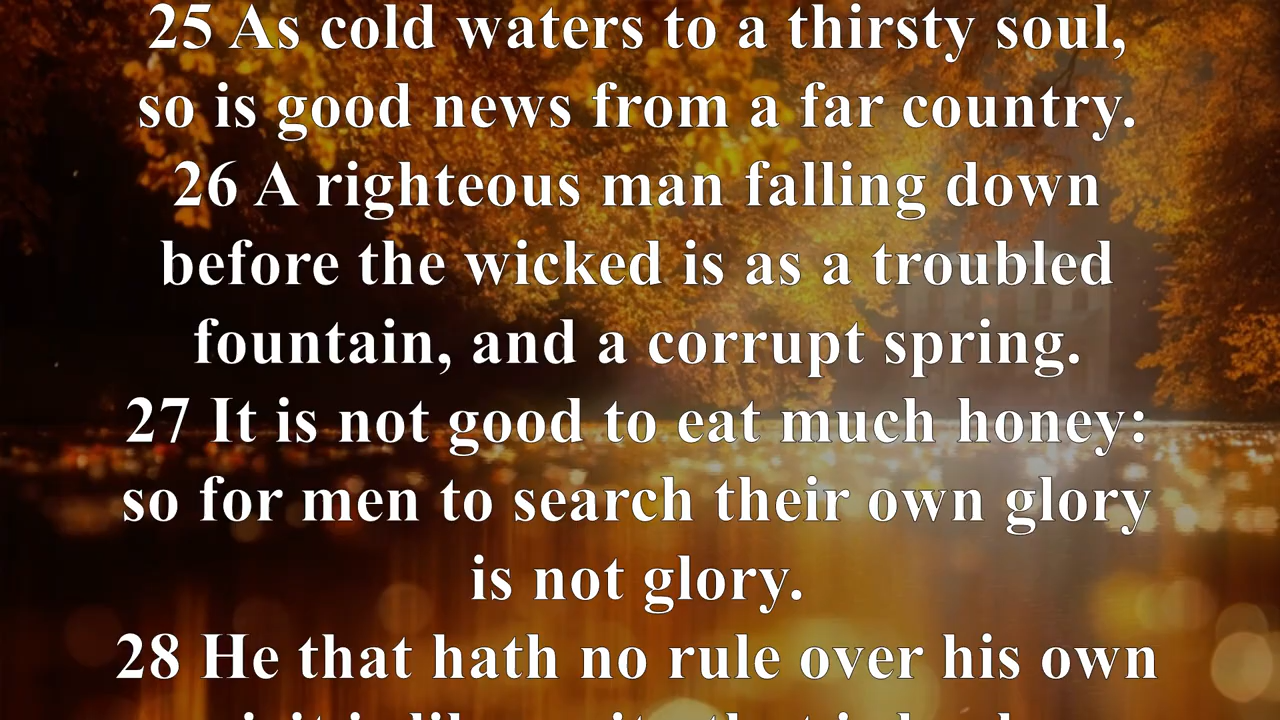 25 As cold waters to a thirsty soul,
so is good news from a far country.
26 A righteous man falling down
before the wicked is as a troubled
fountain, and a corrupt spring.
27 It is not good to eat much honey:
so for men to search their own glory
is not glory.
28 He that hath no rule over his own